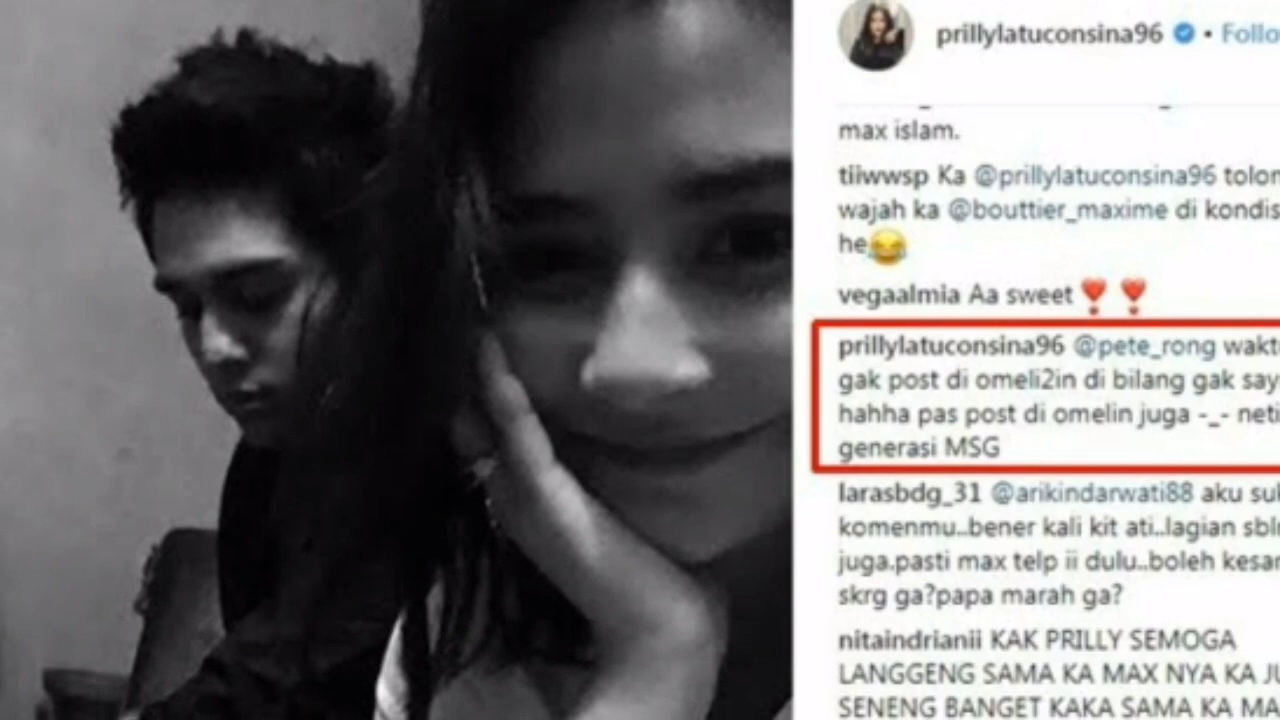 prillylatuconsina96 • Follo
max islam.
tiiwwsp Ka @prillylatuconsina96 tolon
wajah ka @bouttier_maxime di kondis
he😂
vegaalmia Aa sweet ❣ ❣
prillylatuconsina96 @pete_rong wakt
gak post di omeli2in di bilang gak say
hahha pas post di omelin juga -_- neti
generasi MSG
larasbdg_31 @arikindarwati88 aku su
komenmu..bener kali kit ati..lagian sbl
juga.pasti max telp ii dulu..boleh kesa
skrg ga?papa marah ga?
nitaindrianii KAK PRILLY SEMOGA
LANGGENG SAMA KA MAX NYA KA JU
SENENG BANGET KAKA SAMA KA MA